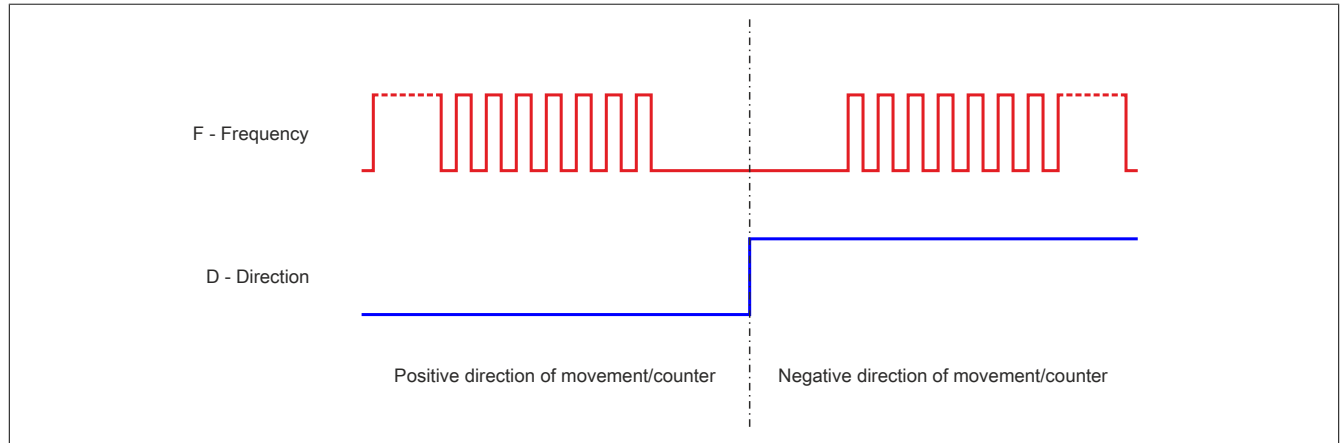 F - Frequency
D - Direction
Positive direction of movement/counter
Negative direction of movement/counter